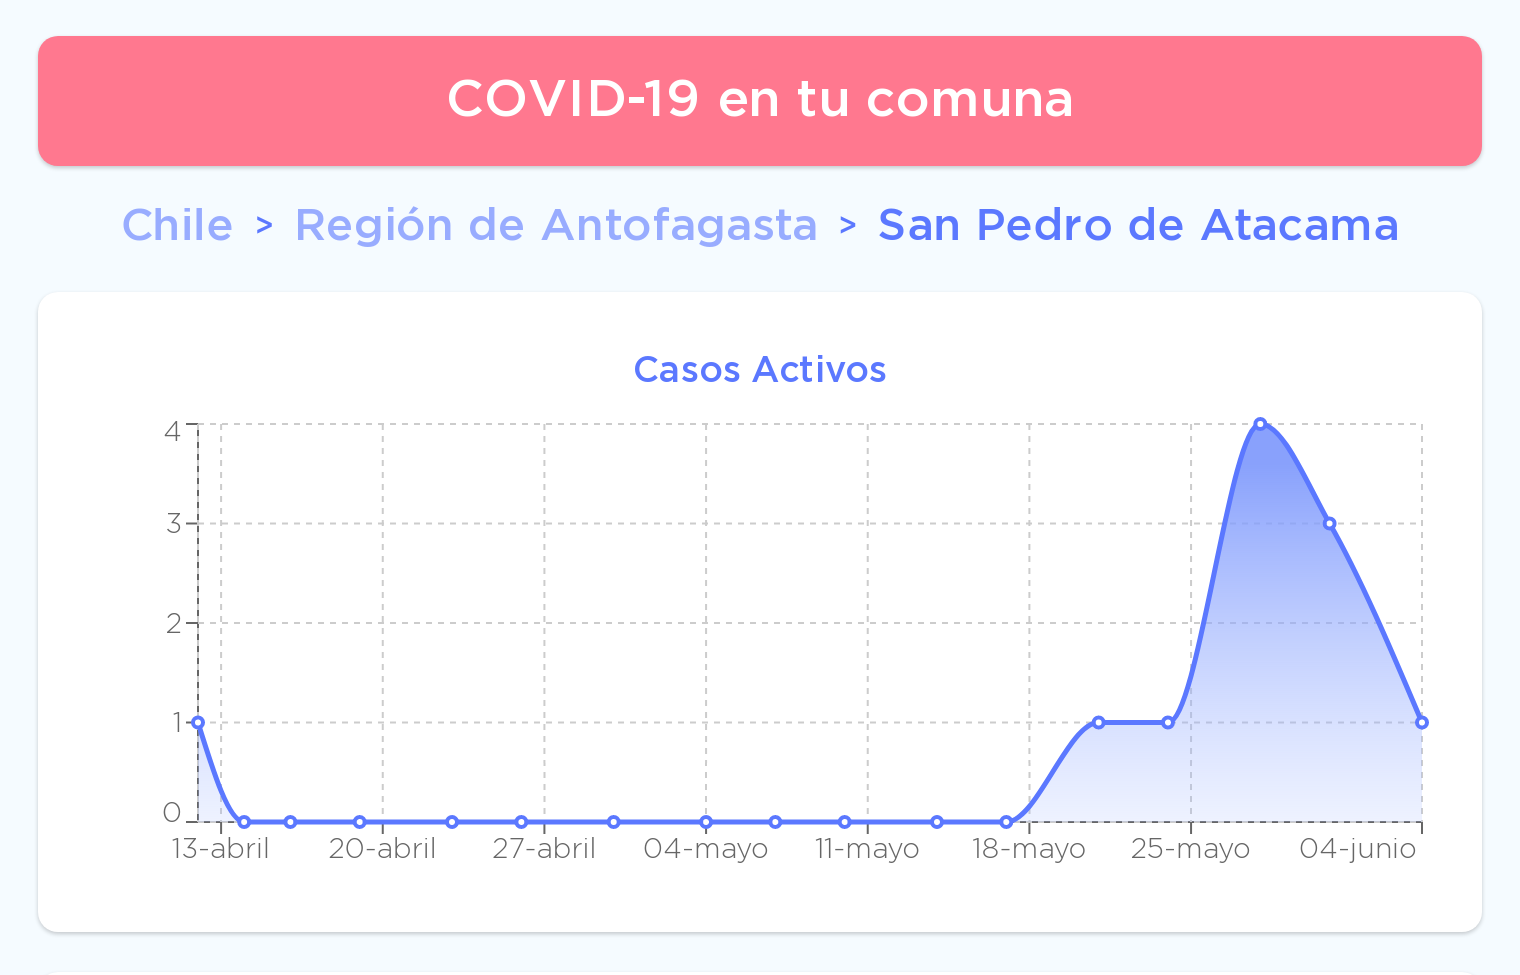 COVID-19 en tu comuna
Chile > Región de Antofagasta > San Pedro de Atacama
Casos Activos
4
3
2
1
0
13-abril 20-abril 27-abril 04-mayo 11-mayo 18-mayo 25-mayo 04-junio